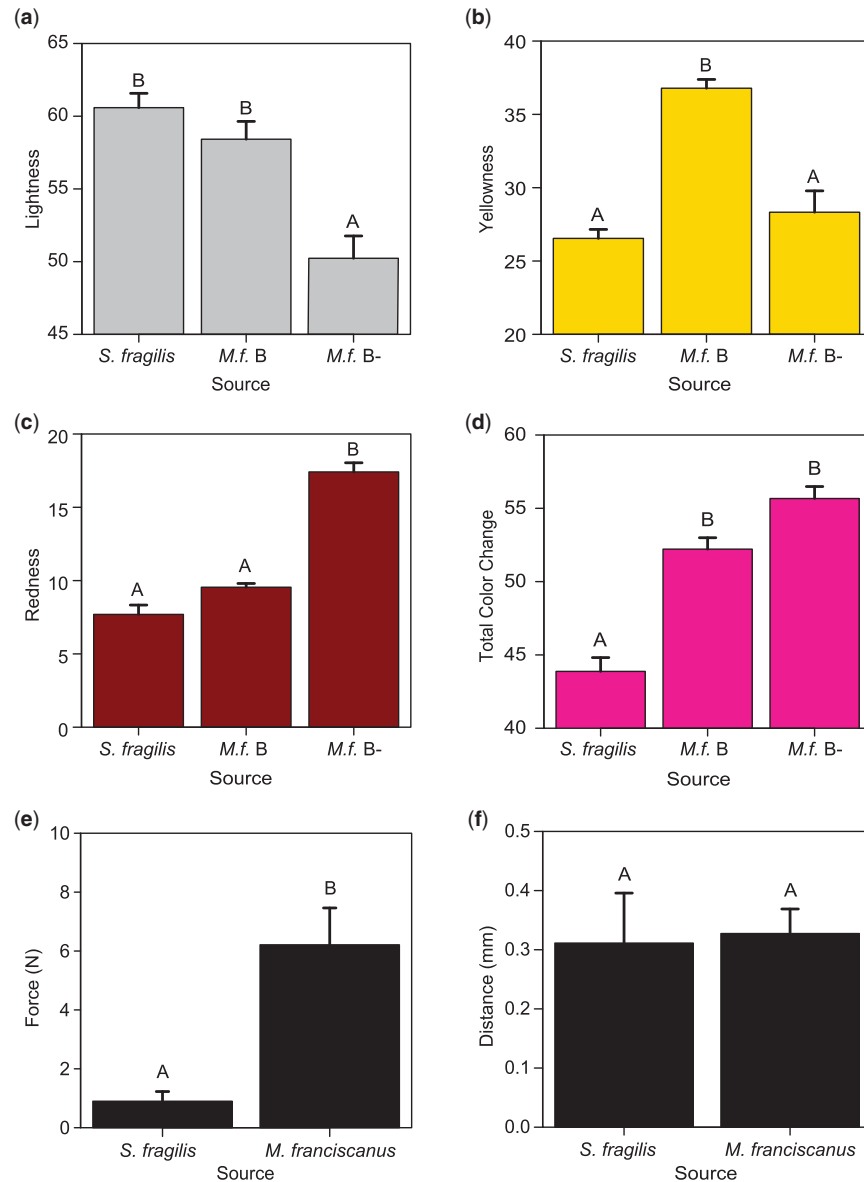 (a)
65
60
55
50
45
Lightness
B
B
A
S. fragilis
M.f. B
M.f. B-
Source
(b)
40
35
30
25
20
Yellowness
A
B
A
S. fragilis
M.f. B
M.f. B-
Source
(c)
20
15
10
5
0
Redness
A
A
B
S. fragilis
M.f. B
M.f. B-
Source
(d)
60
55
50
45
40
Total Color Change
A
B
B
S. fragilis
M.f. B
M.f. B-
Source
(e)
10
8
6
4
2
0
Force (N)
A
B
S. fragilis
M. franciscanus
Source
(f)
0.5
0.4
0.3
0.2
0.1
0.0
Distance (mm)
A
A
S. fragilis
M. franciscanus
Source